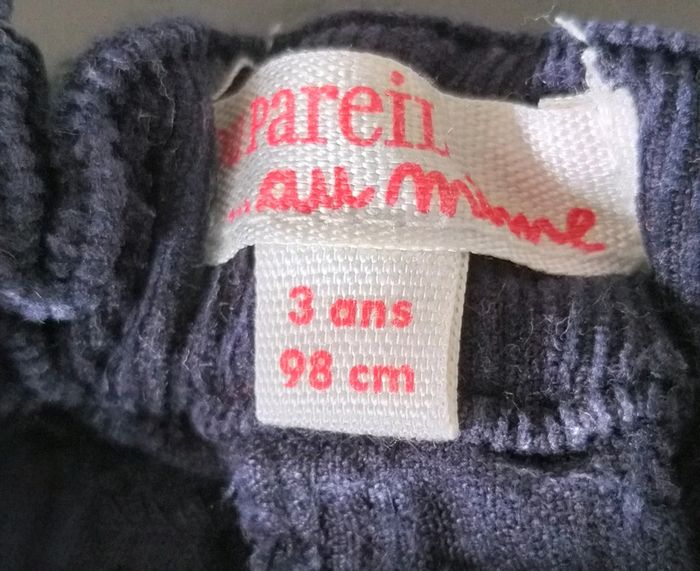 Pareil
...au même
3 ans
98 cm